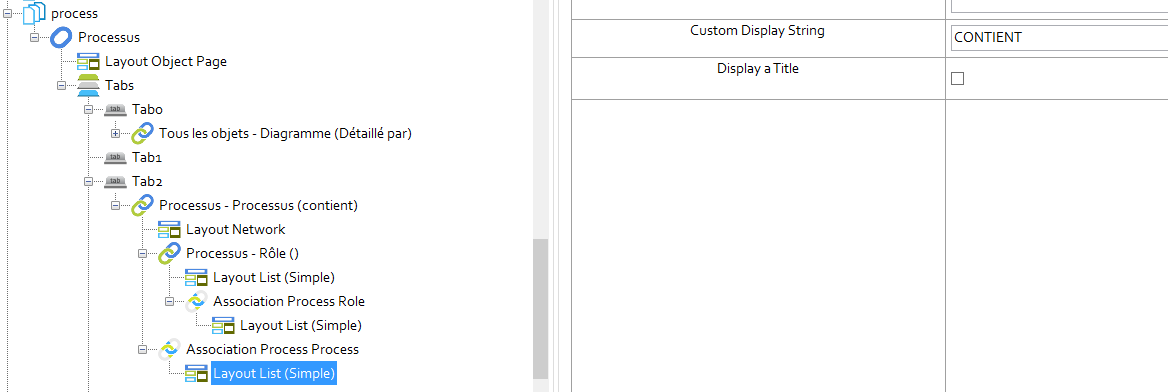 process
Processus
Layout Object Page
Tabs
tab Tab0
Tous les objets - Diagramme (Détaillé par)
tab Tab1
tab Tab2
Processus - Processus (contient)
Layout Network
Processus - Rôle ()
Layout List (Simple)
Association Process Role
Layout List (Simple)
Association Process Process
Layout List (Simple)
Custom Display String
CONTIENT
Display a Title